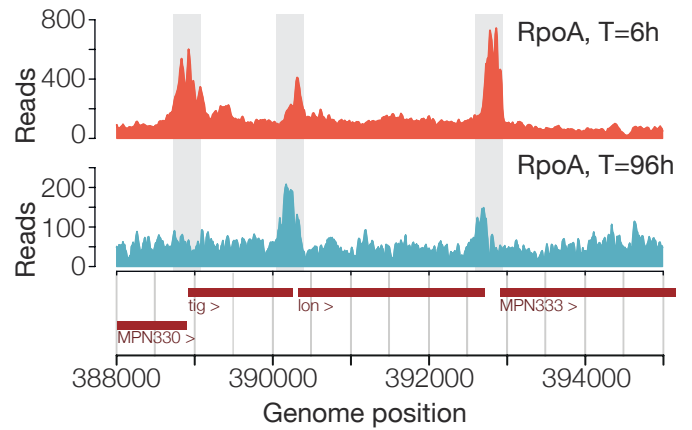 800
RpoA, T=6h
400
Reads
0
RpoA, T=96h
200
Reads
100
0
tig >
lon >
MPN333 >
MPN330 >
388000
390000
392000
394000
Genome position